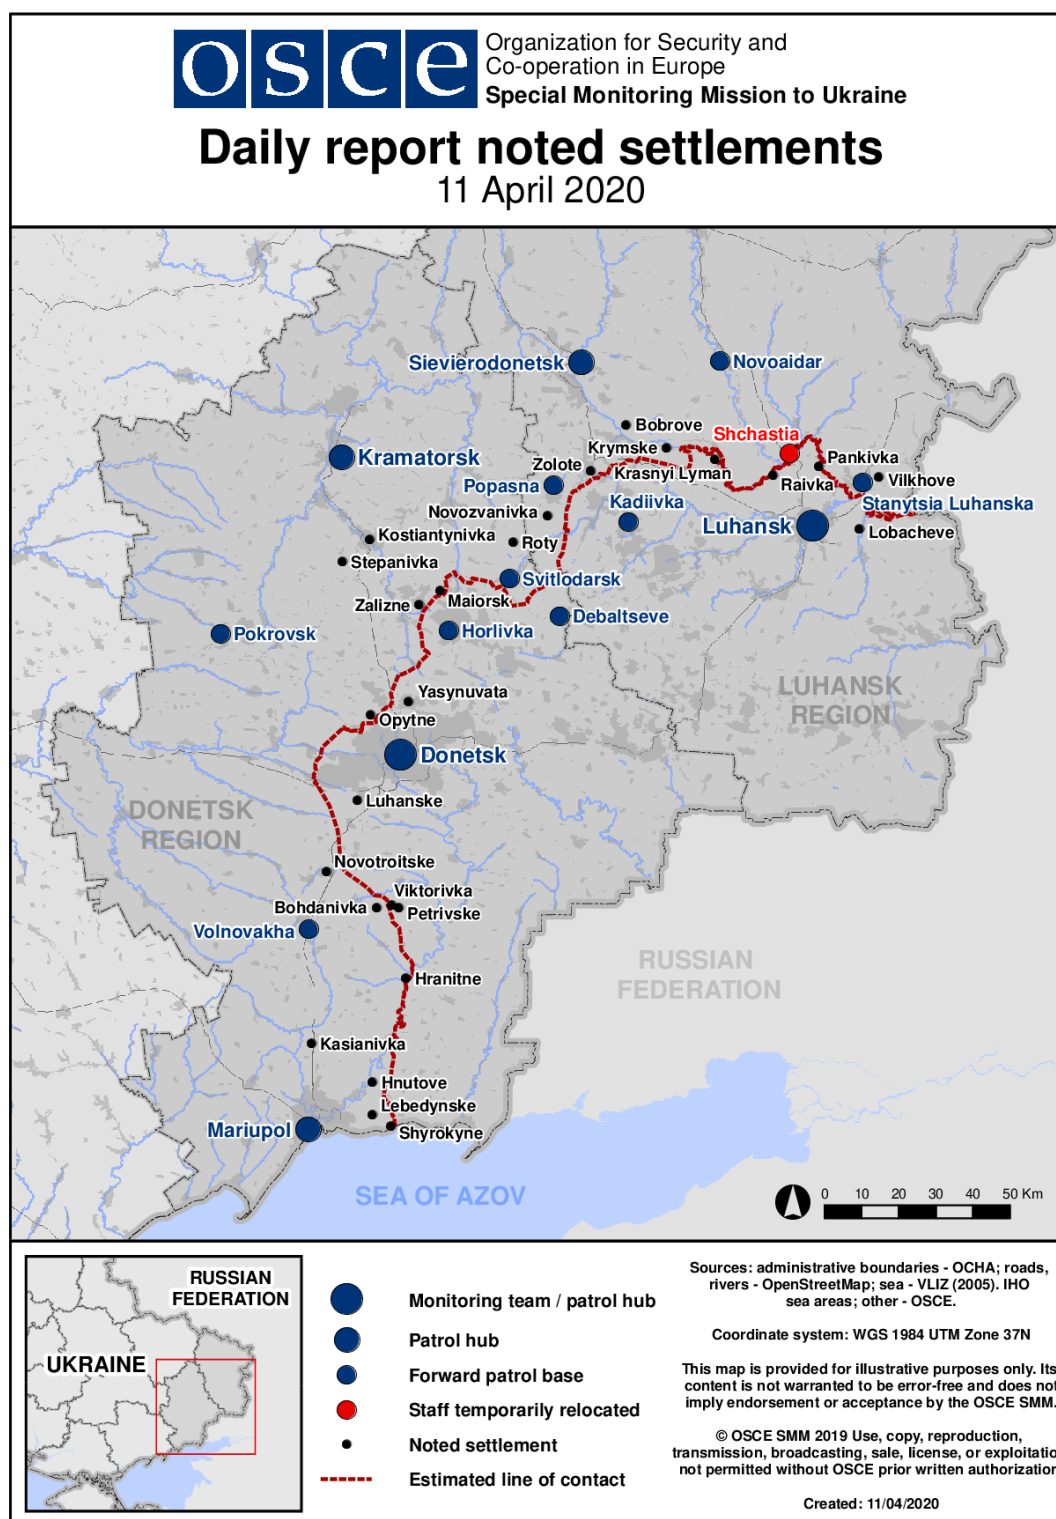 osce
Organization for Security and
Co-operation in Europe
Special Monitoring Mission to Ukraine
Daily report noted settlements
11 April 2020
Sievierodonetsk
Novoaidar
Bobrove
Shchastia
Krymske
Kramatorsk
Zolote
Krasnyi Lyman
Pankivka
Raivka
Vilkhove
Popasna
Kadiivka
Stanytsia Luhanska
Novozvanivka
Luhansk
Lobacheve
Kostiantynivka
Roty
Stepanivka
Svitlodarsk
Maiorsk
Zalizne
Debaltseve
Pokrovsk
Horlivka
LUHANSK
REGION
Yasynuvata
Opytne
Donetsk
Luhanske
DONETSK
REGION
Novotroitske
Viktorivka
Bohdanivka
Petrivske
Volnovakha
RUSSIAN
FEDERATION
Hranitne
Kasianivka
Hnutove
Lebedynske
Mariupol
Shyrokyne
SEA OF AZOV
0 10 20 30 40 50 Km
RUSSIAN
FEDERATION
UKRAINE
Monitoring team / patrol hub
Patrol hub
Forward patrol base
Staff temporarily relocated
Noted settlement
Estimated line of contact
Sources: administrative boundaries - OCHA; roads,
rivers - OpenStreetMap; sea - VLIZ (2005). IHO
sea areas; other - OSCE.
Coordinate system: WGS 1984 UTM Zone 37N
This map is provided for illustrative purposes only. Its
content is not warranted to be error-free and does not
imply endorsement or acceptance by the OSCE SMM.
© OSCE SMM 2019 Use, copy, reproduction,
transmission, broadcasting, sale, license, or exploitatio
not permitted without OSCE prior written authorization
Created: 11/04/2020